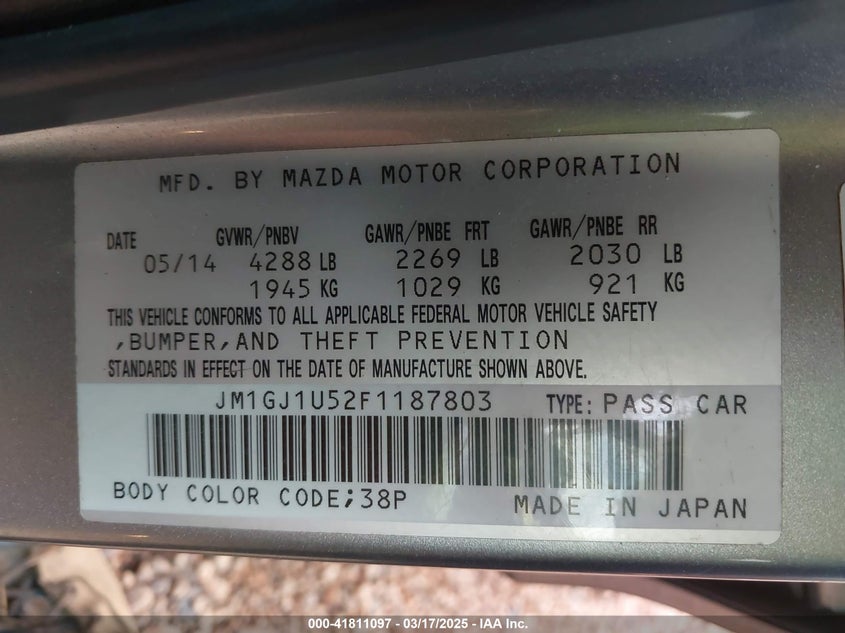 MFD. BY MAZDA MOTOR CORPORATION
DATE GVWR/PNBV GAWR/PNBE FRT GAWR/PNBE RR
05/14 4288 LB 2269 LB 2030 LB
1945 KG 1029 KG 921 KG
THIS VEHICLE CONFORMS TO ALL APPLICABLE FEDERAL MOTOR VEHICLE SAFETY
,BUMPER,AND THEFT PREVENTION
STANDARDS IN EFFECT ON THE DATE OF MANUFACTURE SHOWN ABOVE.
JM1GJ1U52F1187803 TYPE: PASS CAR
BODY COLOR CODE;38P MADE IN JAPAN
000-41811097 - 03/17/2025 - IAA Inc.